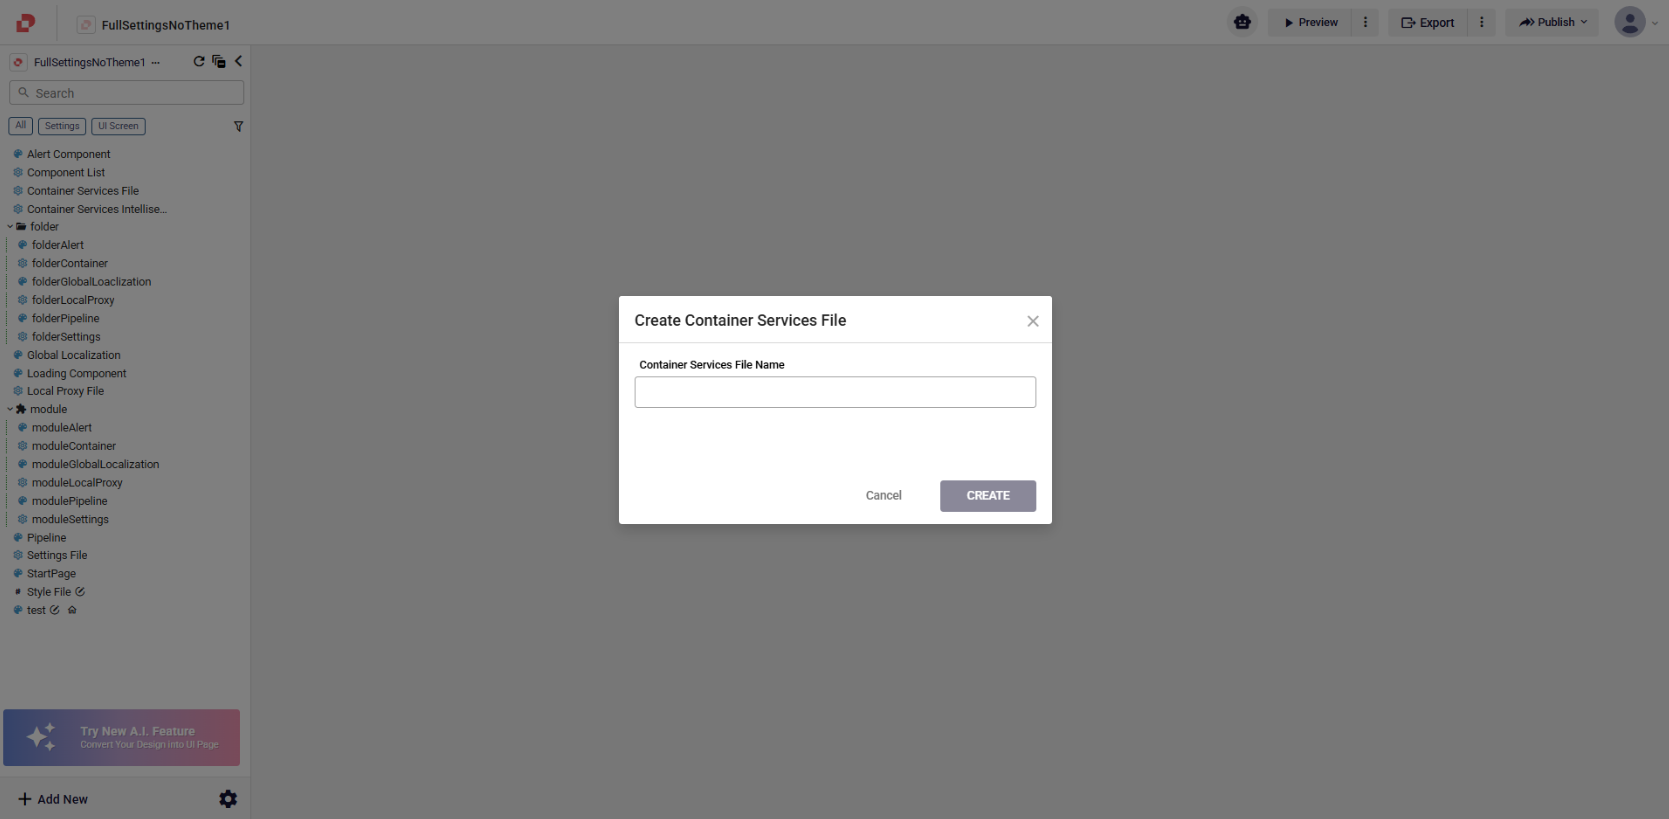 FullSettingsNoTheme1
Preview
Export
Publish
FullSettingsNoTheme1 ...
Search
All
Settings
UI Screen
Alert Component
Component List
Container Services File
Container Services Intellise...
folder
folderAlert
folderContainer
folderGlobalLoaclization
folderLocalProxy
folderPipeline
folderSettings
Global Localization
Loading Component
Local Proxy File
module
moduleAlert
moduleContainer
moduleGlobalLocalization
moduleLocalProxy
modulePipeline
moduleSettings
Pipeline
Settings File
StartPage
# Style File
test
Try New A.I. Feature
Convert Your Design into UI Page
Add New
Create Container Services File
Container Services File Name
Cancel
CREATE